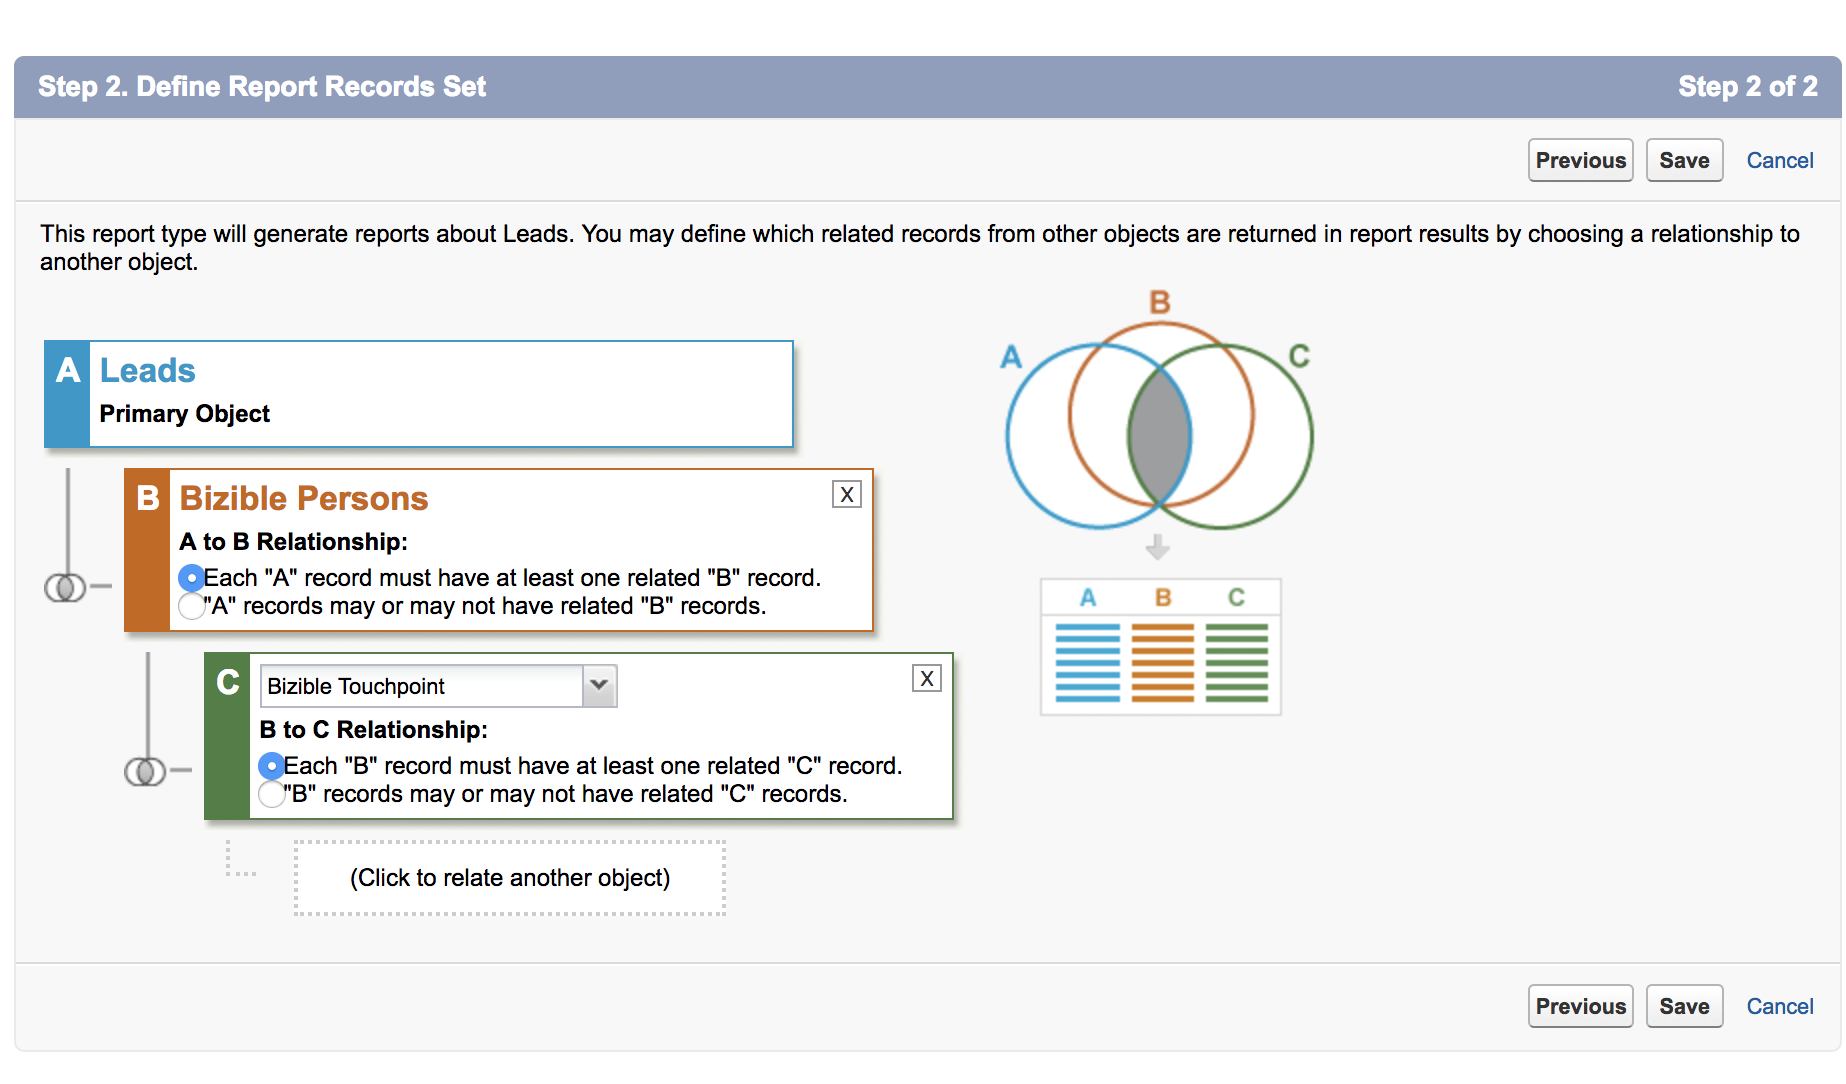 Step 2. Define Report Records Set
Step 2 of 2
Previous
Save
Cancel
This report type will generate reports about Leads. You may define which related records from other objects are returned in report results by choosing a relationship to
another object.
A
Leads
Primary Object
B
Bizible Persons
X
A to B Relationship:
Each "A" record must have at least one related "B" record.
"A" records may or may not have related "B" records.
C
Bizible Touchpoint
X
B to C Relationship:
Each "B" record must have at least one related "C" record.
"B" records may or may not have related "C" records.
(Click to relate another object)
B
A
C
A B C
Previous
Save
Cancel